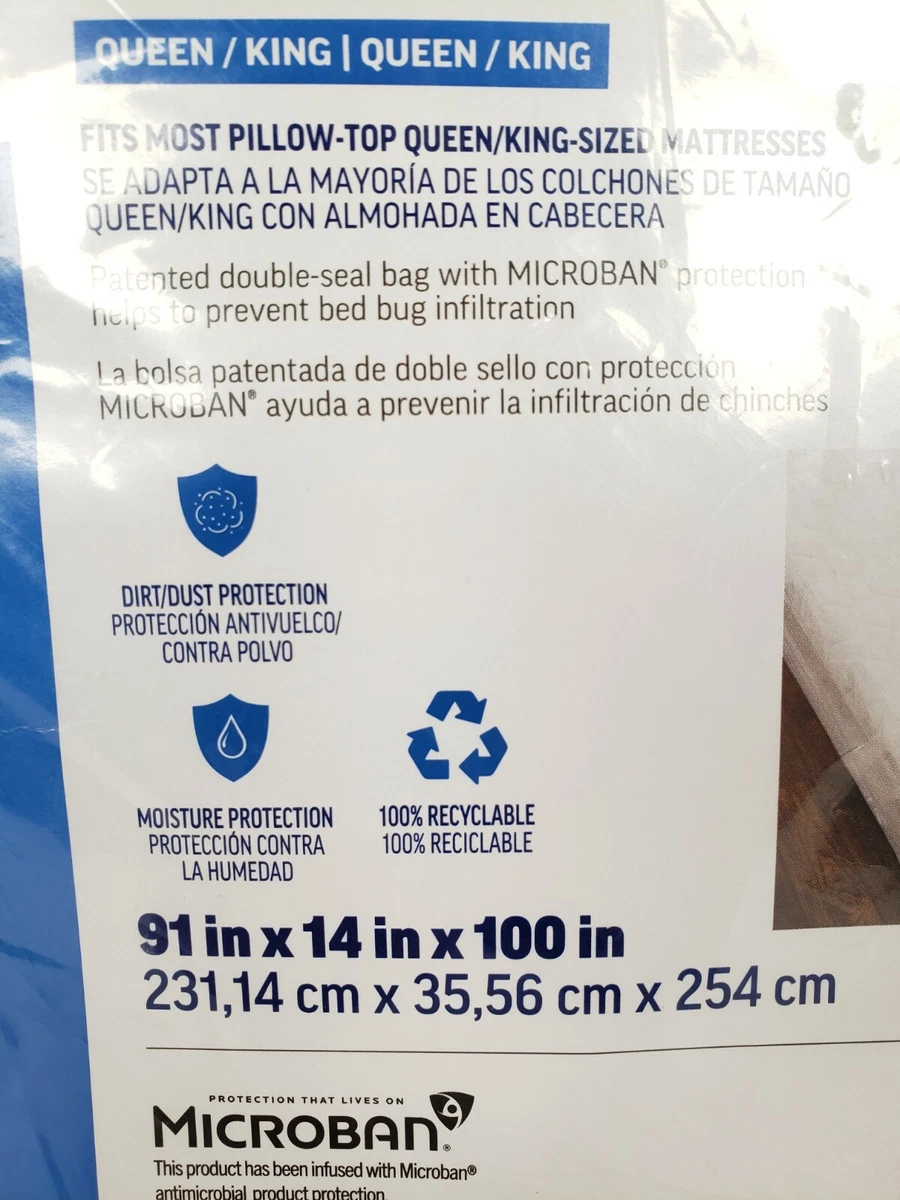 QUEEN / KING | QUEEN / KING
FITS MOST PILLOW-TOP QUEEN/KING-SIZED MATTRESSES
SE ADAPTA A LA MAYORÍA DE LOS COLCHONES DE TAMAÑO
QUEEN/KING CON ALMOHADA EN CABECERA
Patented double-seal bag with MICROBAN® protection
helps to prevent bed bug infiltration
La bolsa patentada de doble sello con protección
MICROBAN® ayuda a prevenir la infiltración de chinches
DIRT/DUST PROTECTION
PROTECCIÓN ANTIVUELCO/
CONTRA POLVO
MOISTURE PROTECTION
PROTECCIÓN CONTRA
LA HUMEDAD
100% RECYCLABLE
100% RECICLABLE
91 in x 14 in x 100 in
231,14 cm x 35,56 cm x 254 cm
PROTECTION THAT LIVES ON
MICROBAN®
This product has been infused with Microban®
antimicrobial product protection.